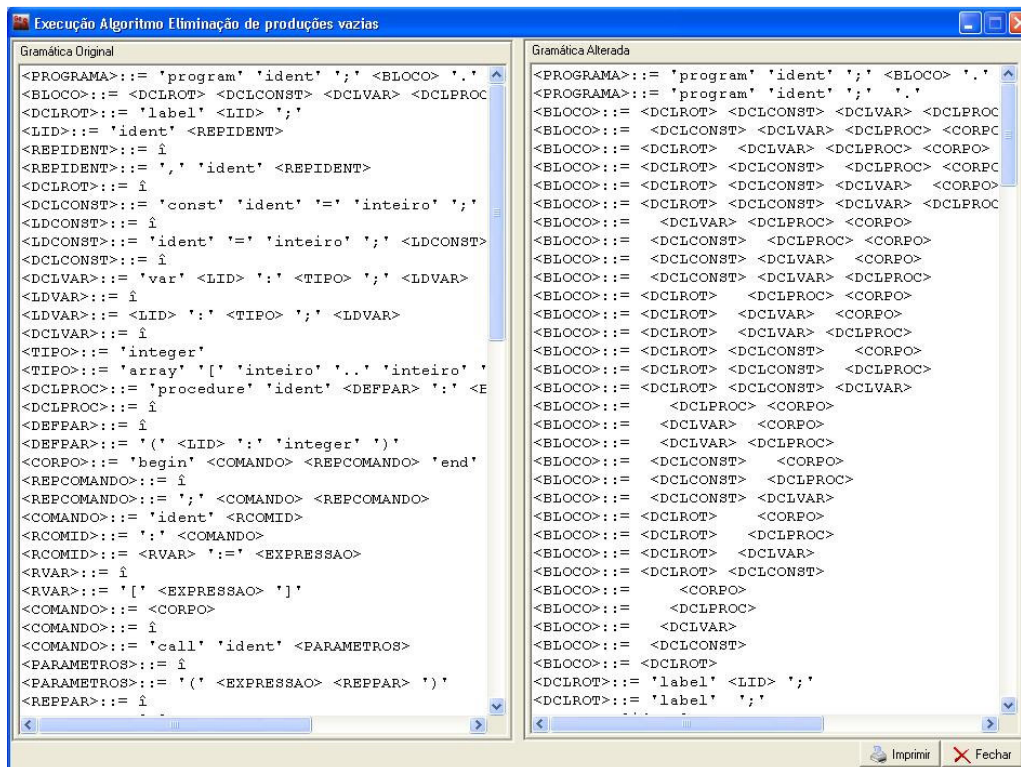 Execução Algoritmo Eliminação de produções vazias
Gramática Original
<PROGRAMA>::= 'program' 'ident' ';' <BLOCO> '.'
<BLOCO>::= <DCLROT> <DCLCONST> <DCLVAR> <DCLPROC
<DCLROT>::= 'label' <LID> ';'
<LID>::= 'ident' <REPIDENT>
<REPIDENT>::= î
<REPIDENT>::= ',' 'ident' <REPIDENT>
<DCLROT>::= î
<DCLCONST>::= 'const' 'ident' '=' 'inteiro' ';'
<LDCONST>::= î
<LDCONST>::= 'ident' '=' 'inteiro' ';' <LDCONST>
<DCLCONST>::= î
<DCLVAR>::= 'var' <LID> ':' <TIPO> ';' <LDVAR>
<LDVAR>::= î
<LDVAR>::= <LID> ':' <TIPO> ';' <LDVAR>
<DCLVAR>::= î
<TIPO>::= 'integer'
<TIPO>::= 'array' '[' 'inteiro' '..' 'inteiro' '
<DCLPROC>::= 'procedure' 'ident' <DEFPAR> ':' <E
<DCLPROC>::= î
<DEFPAR>::= î
<DEFPAR>::= '(' <LID> ':' 'integer' ')'
<CORPO>::= 'begin' <COMANDO> <REPCOMANDO> 'end'
<REPCOMANDO>::= î
<REPCOMANDO>::= ';' <COMANDO> <REPCOMANDO>
<COMANDO>::= 'ident' <RCOMID>
<RCOMID>::= ':' <COMANDO>
<RCOMID>::= <RVAR> ':=' <EXPRESSAO>
<RVAR>::= î
<RVAR>::= '[' <EXPRESSAO> ']'
<COMANDO>::= <CORPO>
<COMANDO>::= î
<COMANDO>::= 'call' 'ident' <PARAMETROS>
<PARAMETROS>::= î
<PARAMETROS>::= '(' <EXPRESSAO> <REPPAR> ')'
<REPPAR>::= î
Gramática Alterada
<PROGRAMA>::= 'program' 'ident' ';' <BLOCO> '.'
<PROGRAMA>::= 'program' 'ident' ';'  '.'
<BLOCO>::= <DCLROT> <DCLCONST> <DCLVAR> <DCLPROC
<BLOCO>::=  <DCLCONST> <DCLVAR> <DCLPROC> <CORPO
<BLOCO>::= <DCLROT>  <DCLVAR> <DCLPROC> <CORPO>
<BLOCO>::= <DCLROT> <DCLCONST>  <DCLPROC> <CORPO
<BLOCO>::= <DCLROT> <DCLCONST> <DCLVAR>  <CORPO>
<BLOCO>::= <DCLROT> <DCLCONST> <DCLVAR> <DCLPROC
<BLOCO>::=   <DCLVAR> <DCLPROC> <CORPO>
<BLOCO>::=  <DCLCONST>  <DCLPROC> <CORPO>
<BLOCO>::=  <DCLCONST> <DCLVAR>  <CORPO>
<BLOCO>::=  <DCLCONST> <DCLVAR> <DCLPROC>
<BLOCO>::= <DCLROT>   <DCLPROC> <CORPO>
<BLOCO>::= <DCLROT>  <DCLVAR>  <CORPO>
<BLOCO>::= <DCLROT>  <DCLVAR> <DCLPROC>
<BLOCO>::= <DCLROT> <DCLCONST>   <CORPO>
<BLOCO>::= <DCLROT> <DCLCONST>  <DCLPROC>
<BLOCO>::= <DCLROT> <DCLCONST> <DCLVAR>
<BLOCO>::=    <DCLPROC> <CORPO>
<BLOCO>::=   <DCLVAR>  <CORPO>
<BLOCO>::=   <DCLVAR> <DCLPROC>
<BLOCO>::=  <DCLCONST>   <CORPO>
<BLOCO>::=  <DCLCONST>  <DCLPROC>
<BLOCO>::=  <DCLCONST> <DCLVAR>
<BLOCO>::= <DCLROT>    <CORPO>
<BLOCO>::= <DCLROT>   <DCLPROC>
<BLOCO>::= <DCLROT>  <DCLVAR>
<BLOCO>::= <DCLROT> <DCLCONST>
<BLOCO>::=     <CORPO>
<BLOCO>::=    <DCLPROC>
<BLOCO>::=   <DCLVAR>
<BLOCO>::=  <DCLCONST>
<BLOCO>::= <DCLROT>
<DCLROT>::= 'label' <LID> ';'
<DCLROT>::= 'label'  ';'
Imprimir
Fechar